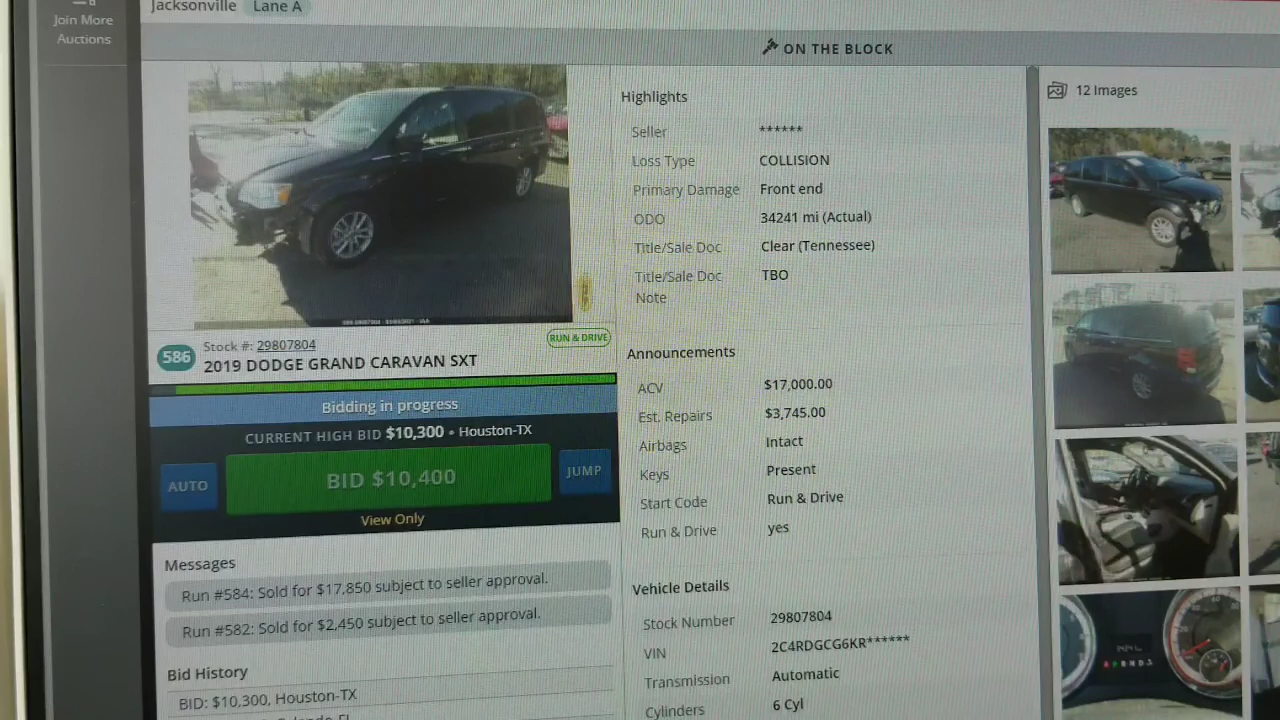 Jacksonville Lane A
Join More
Auctions
ON THE BLOCK
Highlights
Seller ******
Loss Type COLLISION
Primary Damage Front end
ODO 34241 mi (Actual)
Title/Sale Doc Clear (Tennessee)
Title/Sale Doc TBO
Note
12 Images
586
Stock #: 29807804
RUN & DRIVE
2019 DODGE GRAND CARAVAN SXT
Bidding in progress
CURRENT HIGH BID $10,300 • Houston-TX
AUTO
BID $10,400
JUMP
View Only
Messages
Run #584: Sold for $17,850 subject to seller approval.
Run #582: Sold for $2,450 subject to seller approval.
Bid History
BID: $10,300, Houston-TX
Announcements
ACV $17,000.00
Est. Repairs $3,745.00
Airbags Intact
Keys Present
Start Code Run & Drive
Run & Drive yes
Vehicle Details
Stock Number 29807804
VIN 2C4RDGCG6KR******
Transmission Automatic
Cylinders 6 Cyl